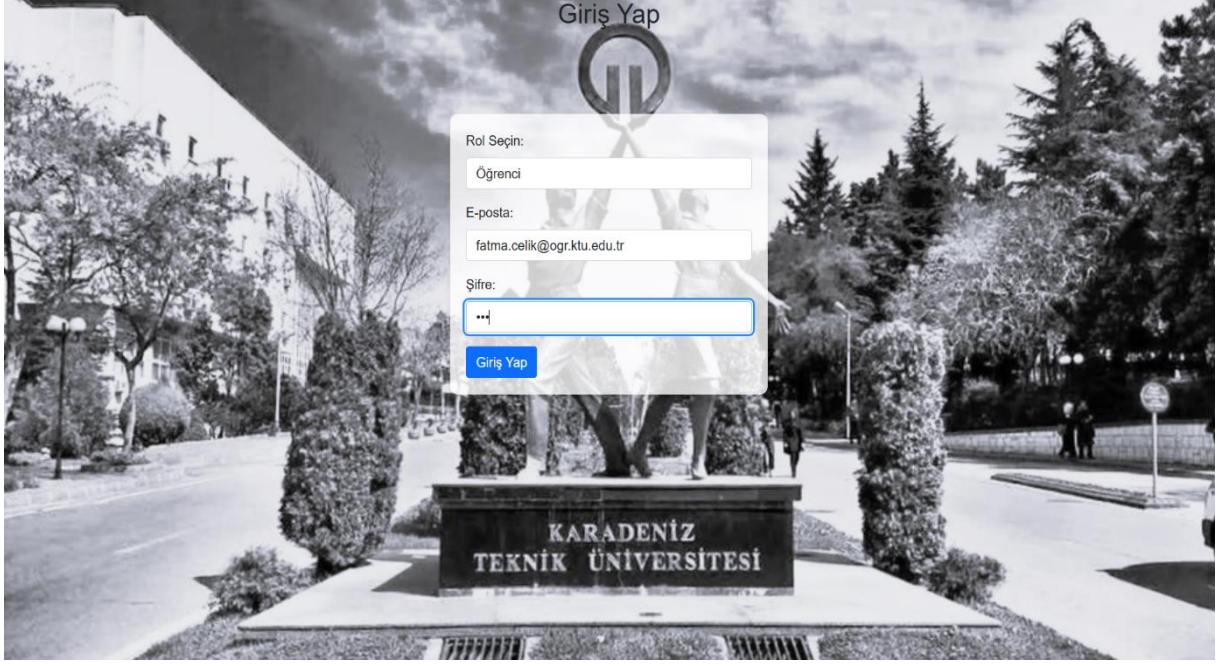 Giriş Yap
Rol Seçin:
Öğrenci
E-posta:
fatma.celik@ogr.ktu.edu.tr
Şifre:
•••
Giriş Yap
KARADENİZ
TEKNİK ÜNİVERSİTESİ